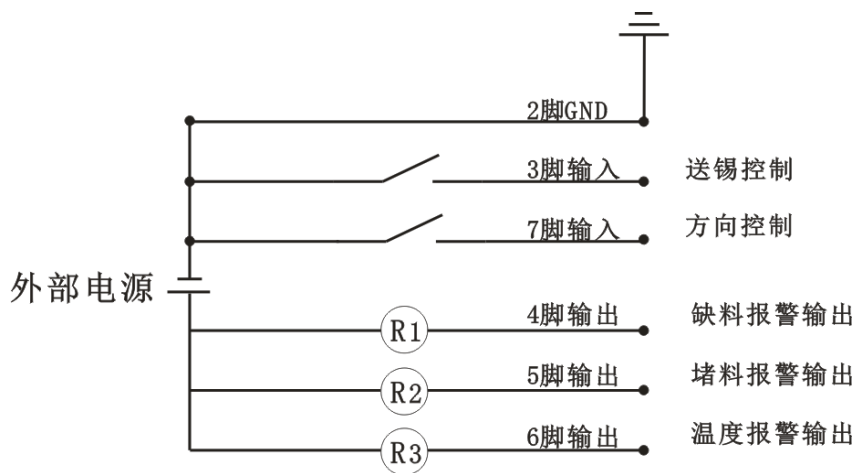 2脚GND
3脚输入 送锡控制
7脚输入 方向控制
外部电源
R1 4脚输出 缺料报警输出
R2 5脚输出 堵料报警输出
R3 6脚输出 温度报警输出